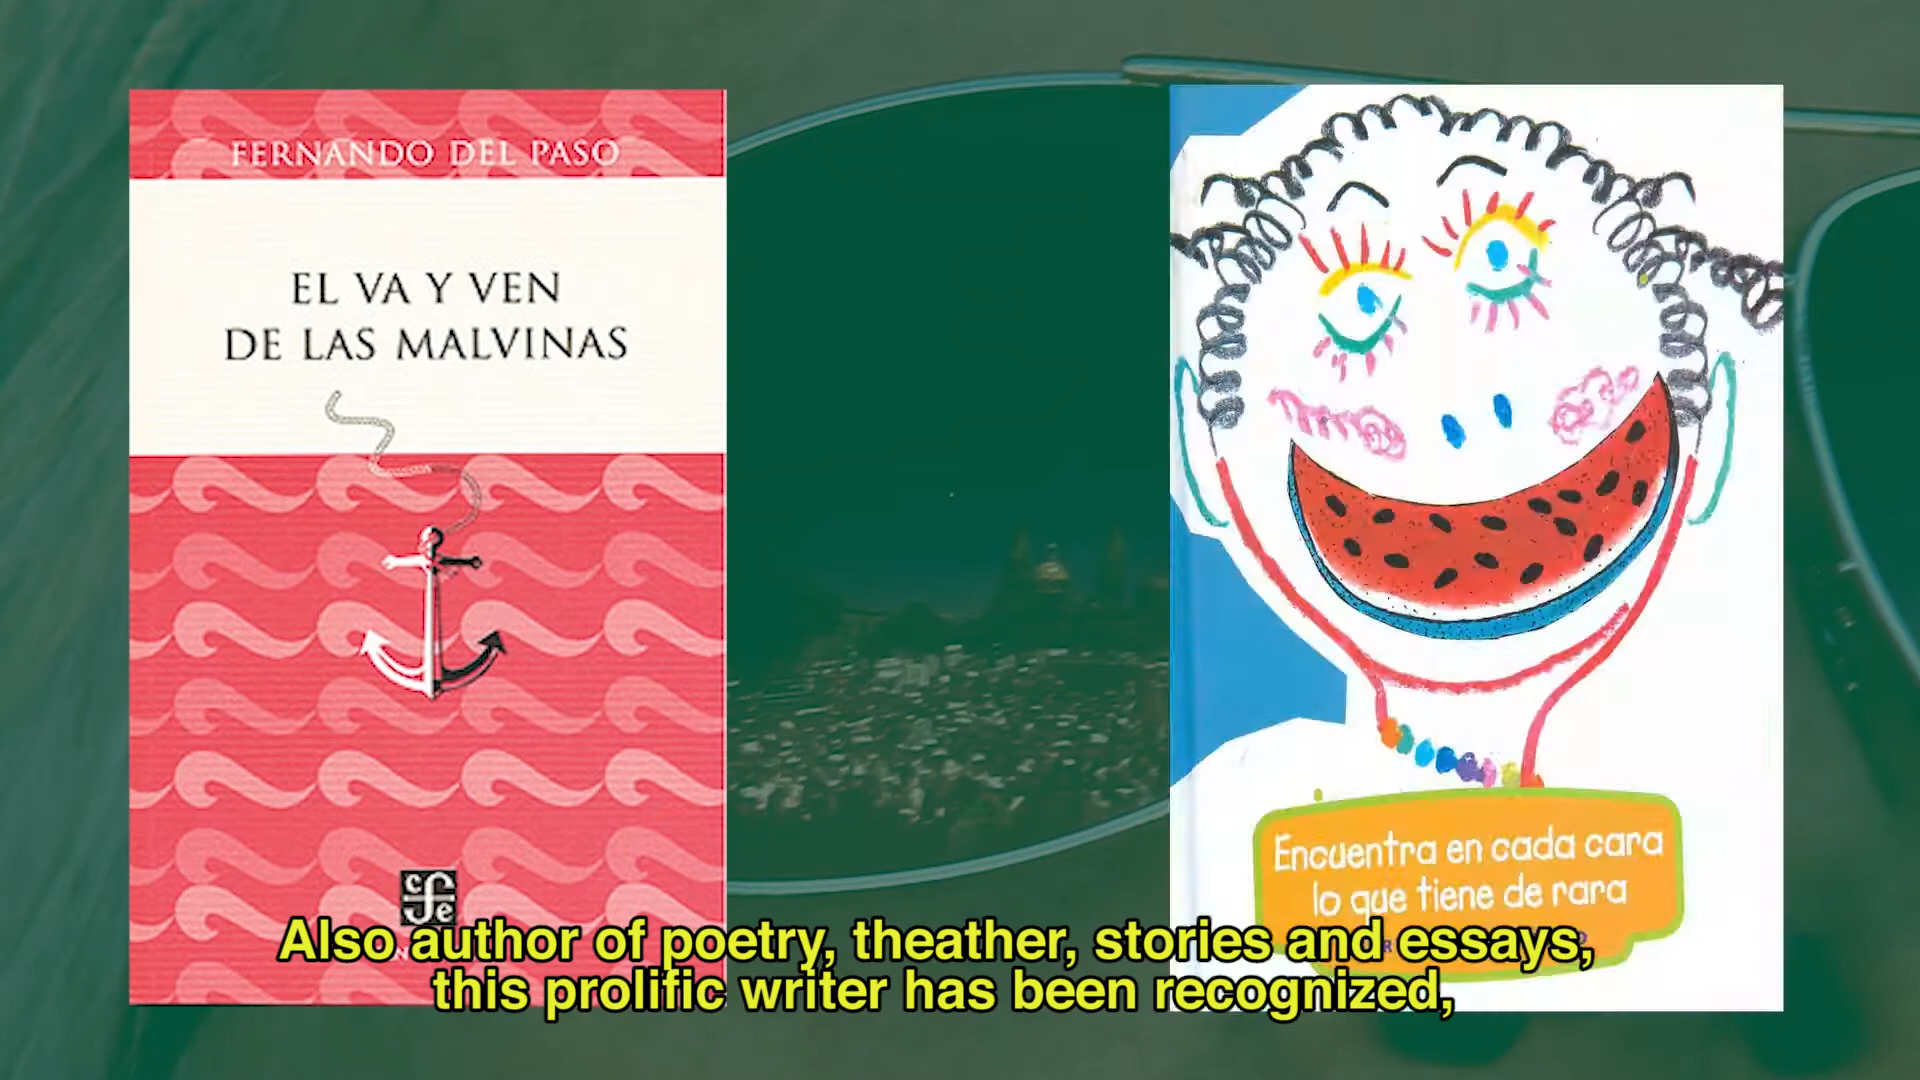 FERNANDO DEL PASO
EL VA Y VEN
DE LAS MALVINAS
cfe
Encuentra en cada cara
lo que tiene de rara
Also author of poetry, theather, stories and essays,
this prolific writer has been recognized,